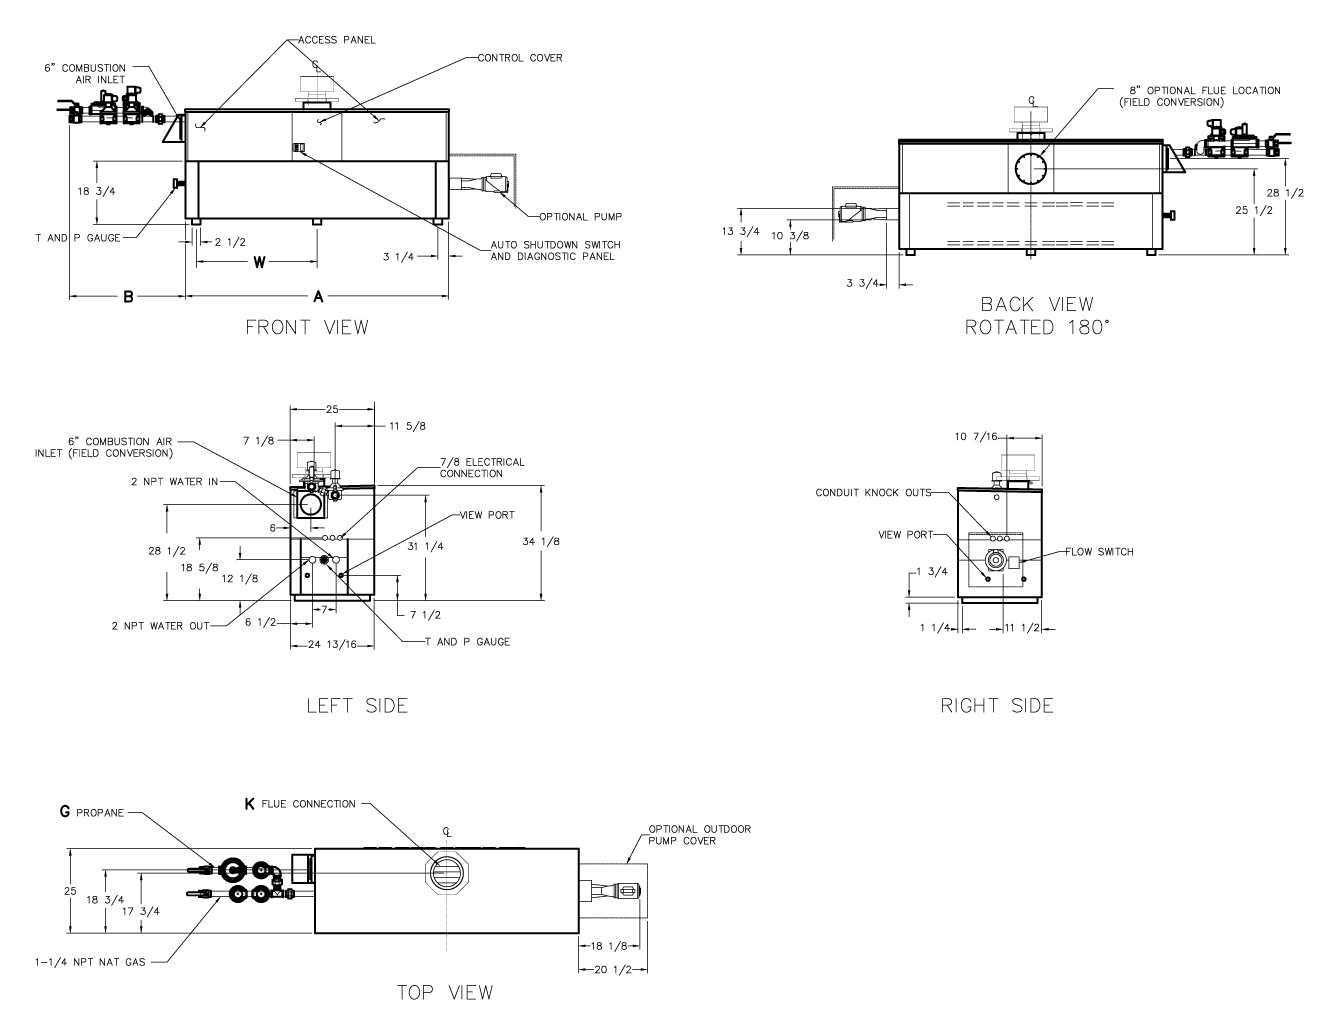 ACCESS PANEL
℄
CONTROL COVER
6" COMBUSTION
AIR INLET
18 3/4
T AND P GAUGE
2 1/2
W
3 1/4
OPTIONAL PUMP
AUTO SHUTDOWN SWITCH
AND DIAGNOSTIC PANEL
B
A
FRONT VIEW
℄
8" OPTIONAL FLUE LOCATION
(FIELD CONVERSION)
28 1/2
25 1/2
13 3/4
10 3/8
3 3/4
BACK VIEW
ROTATED 180°
25
11 5/8
7 1/8
6" COMBUSTION AIR
INLET (FIELD CONVERSION)
7/8 ELECTRICAL
CONNECTION
2 NPT WATER IN
VIEW PORT
6
28 1/2
31 1/4
34 1/8
18 5/8
12 1/8
7
7 1/2
6 1/2
2 NPT WATER OUT
24 13/16
T AND P GAUGE
LEFT SIDE
10 7/16
CONDUIT KNOCK OUTS
VIEW PORT
FLOW SWITCH
1 3/4
1 1/4
11 1/2
RIGHT SIDE
G PROPANE
K FLUE CONNECTION
℄
OPTIONAL OUTDOOR
PUMP COVER
25
18 3/4
17 3/4
1-1/4 NPT NAT GAS
18 1/8
20 1/2
TOP VIEW